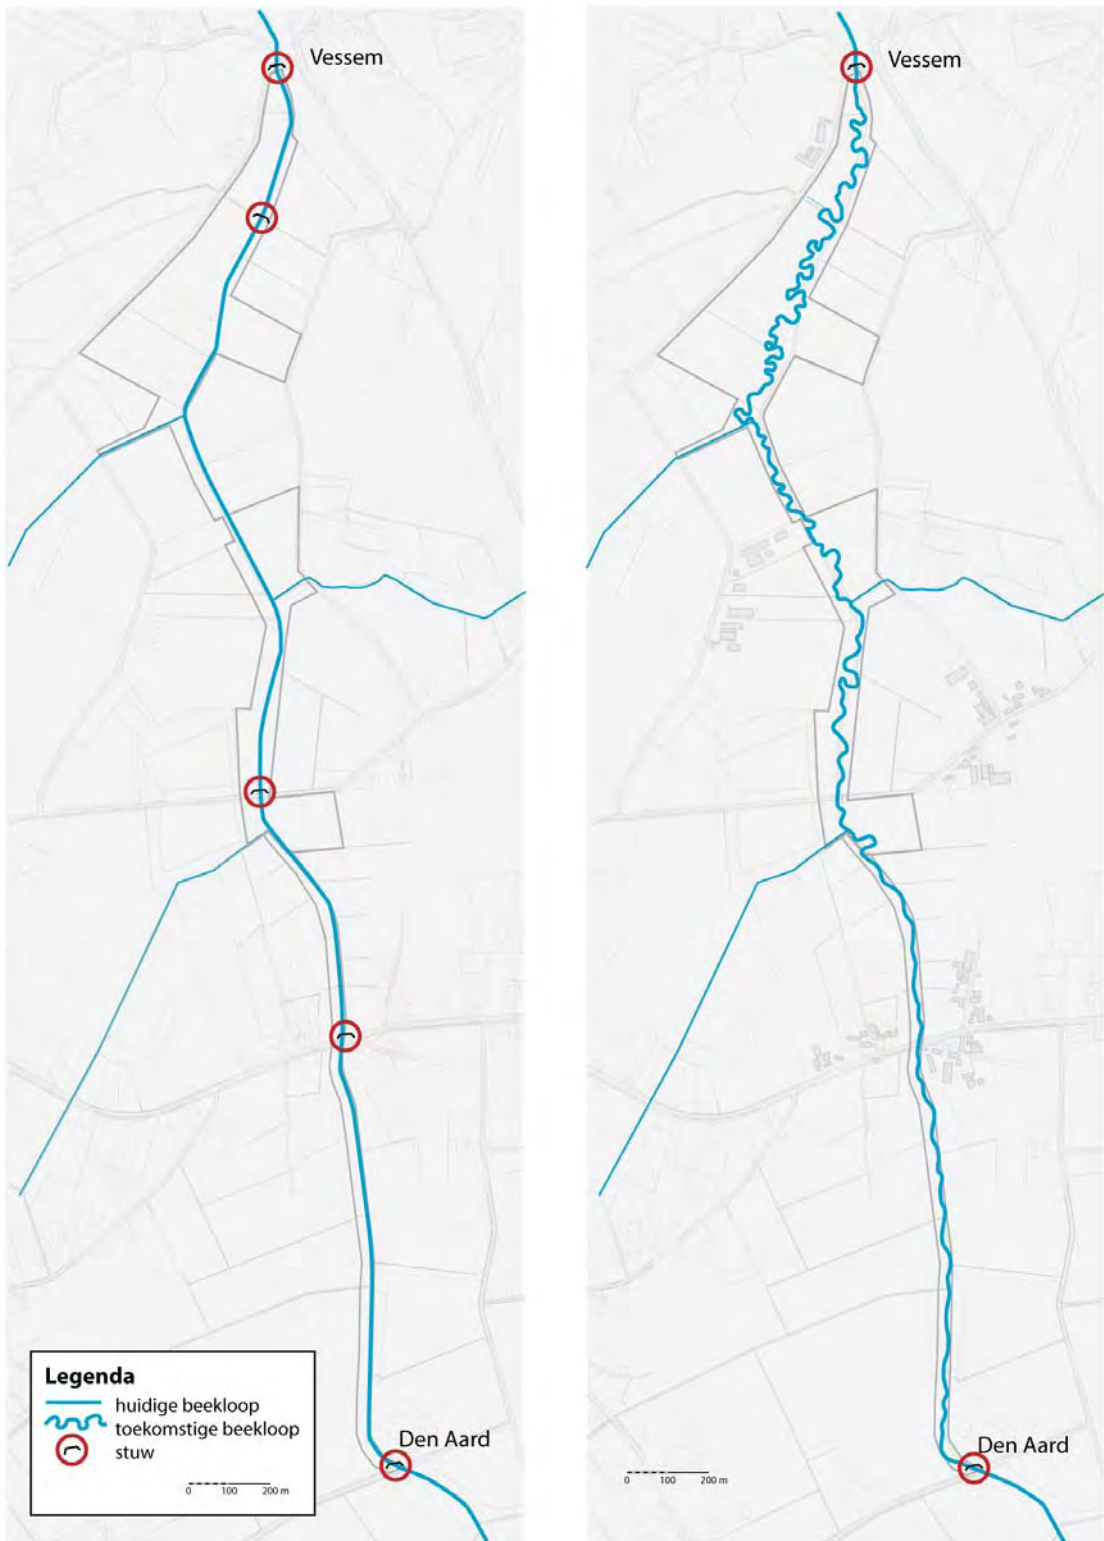 Vessem
Vessem
Den Aard
Den Aard
Legenda
huidige beekloop
toekomstige beekloop
stuw
0 100 200 m
0 100 200 m